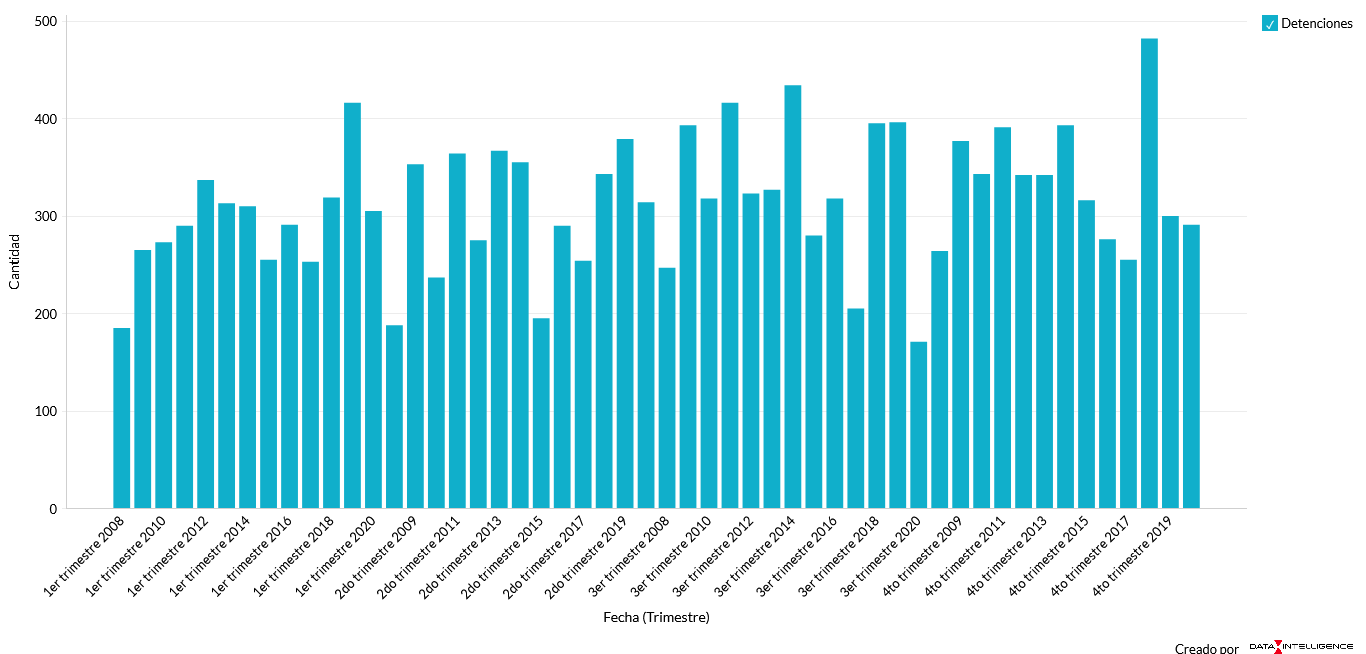 Detenciones
500
400
300
200
100
0
Cantidad
1er trimestre 2008
1er trimestre 2010
1er trimestre 2012
1er trimestre 2014
1er trimestre 2016
1er trimestre 2018
1er trimestre 2020
2do trimestre 2009
2do trimestre 2011
2do trimestre 2013
2do trimestre 2015
2do trimestre 2017
2do trimestre 2019
3er trimestre 2008
3er trimestre 2010
3er trimestre 2012
3er trimestre 2014
3er trimestre 2016
3er trimestre 2018
3er trimestre 2020
4to trimestre 2009
4to trimestre 2011
4to trimestre 2013
4to trimestre 2015
4to trimestre 2017
4to trimestre 2019
Fecha (Trimestre)
Creado por DATA INTELLIGENCE